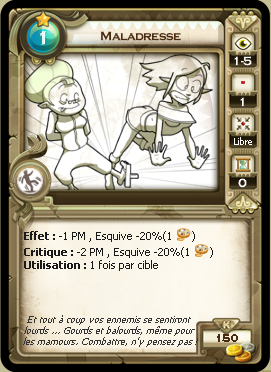 1
MALADRESSE
1-5
1
Libre
0
Effet : -1 PM , Esquive -20%(1 )
Critique : -2 PM , Esquive -20%(1 )
Utilisation : 1 fois par cible
Et tout à coup vos ennemis se sentiront
lourds ... Gourds et balourds, même pour
les mamours. Combattre, n'y pensez pas !
K
150